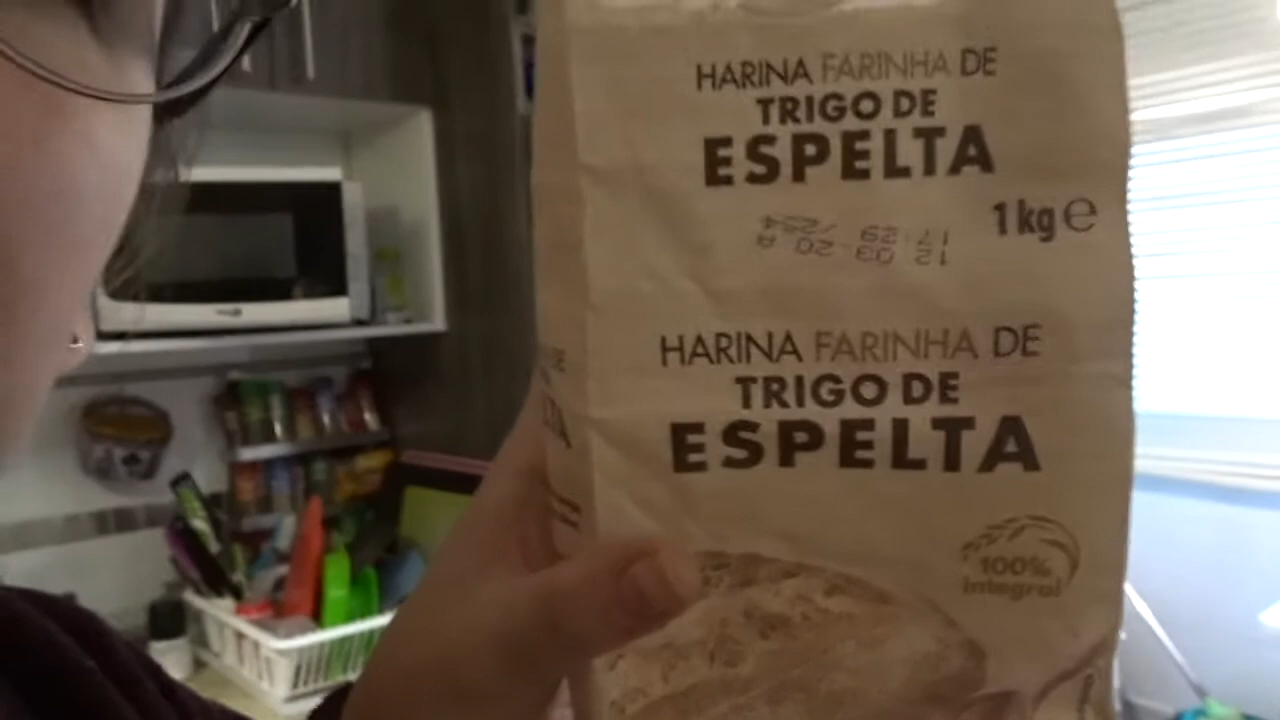 HARINA FARINHA DE
TRIGO DE
ESPELTA
1 kg e
HARINA FARINHA DE
TRIGO DE
ESPELTA
100%
integral